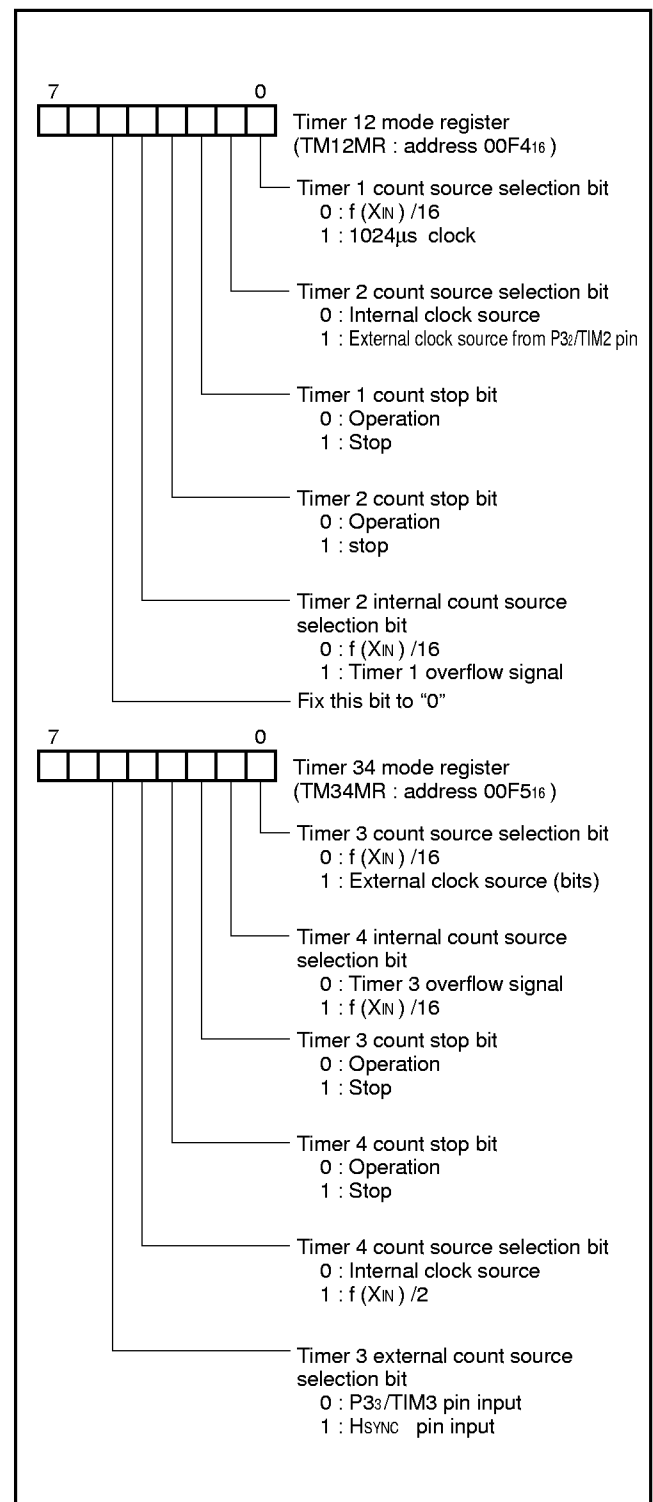 7 0
Timer 12 mode register
(TM12MR : address 00F4₁₆ )
Timer 1 count source selection bit
0 : f (XIN ) /16
1 : 1024µs clock
Timer 2 count source selection bit
0 : Internal clock source
1 : External clock source from P3₂/TIM2 pin
Timer 1 count stop bit
0 : Operation
1 : Stop
Timer 2 count stop bit
0 : Operation
1 : stop
Timer 2 internal count source
selection bit
0 : f (XIN ) /16
1 : Timer 1 overflow signal
Fix this bit to “0”
7 0
Timer 34 mode register
(TM34MR : address 00F5₁₆ )
Timer 3 count source selection bit
0 : f (XIN ) /16
1 : External clock source (bits)
Timer 4 internal count source
selection bit
0 : Timer 3 overflow signal
1 : f (XIN ) /16
Timer 3 count stop bit
0 : Operation
1 : Stop
Timer 4 count stop bit
0 : Operation
1 : Stop
Timer 4 count source selection bit
0 : Internal clock source
1 : f (XIN ) /2
Timer 3 external count source
selection bit
0 : P3₃/TIM3 pin input
1 : HSYNC pin input